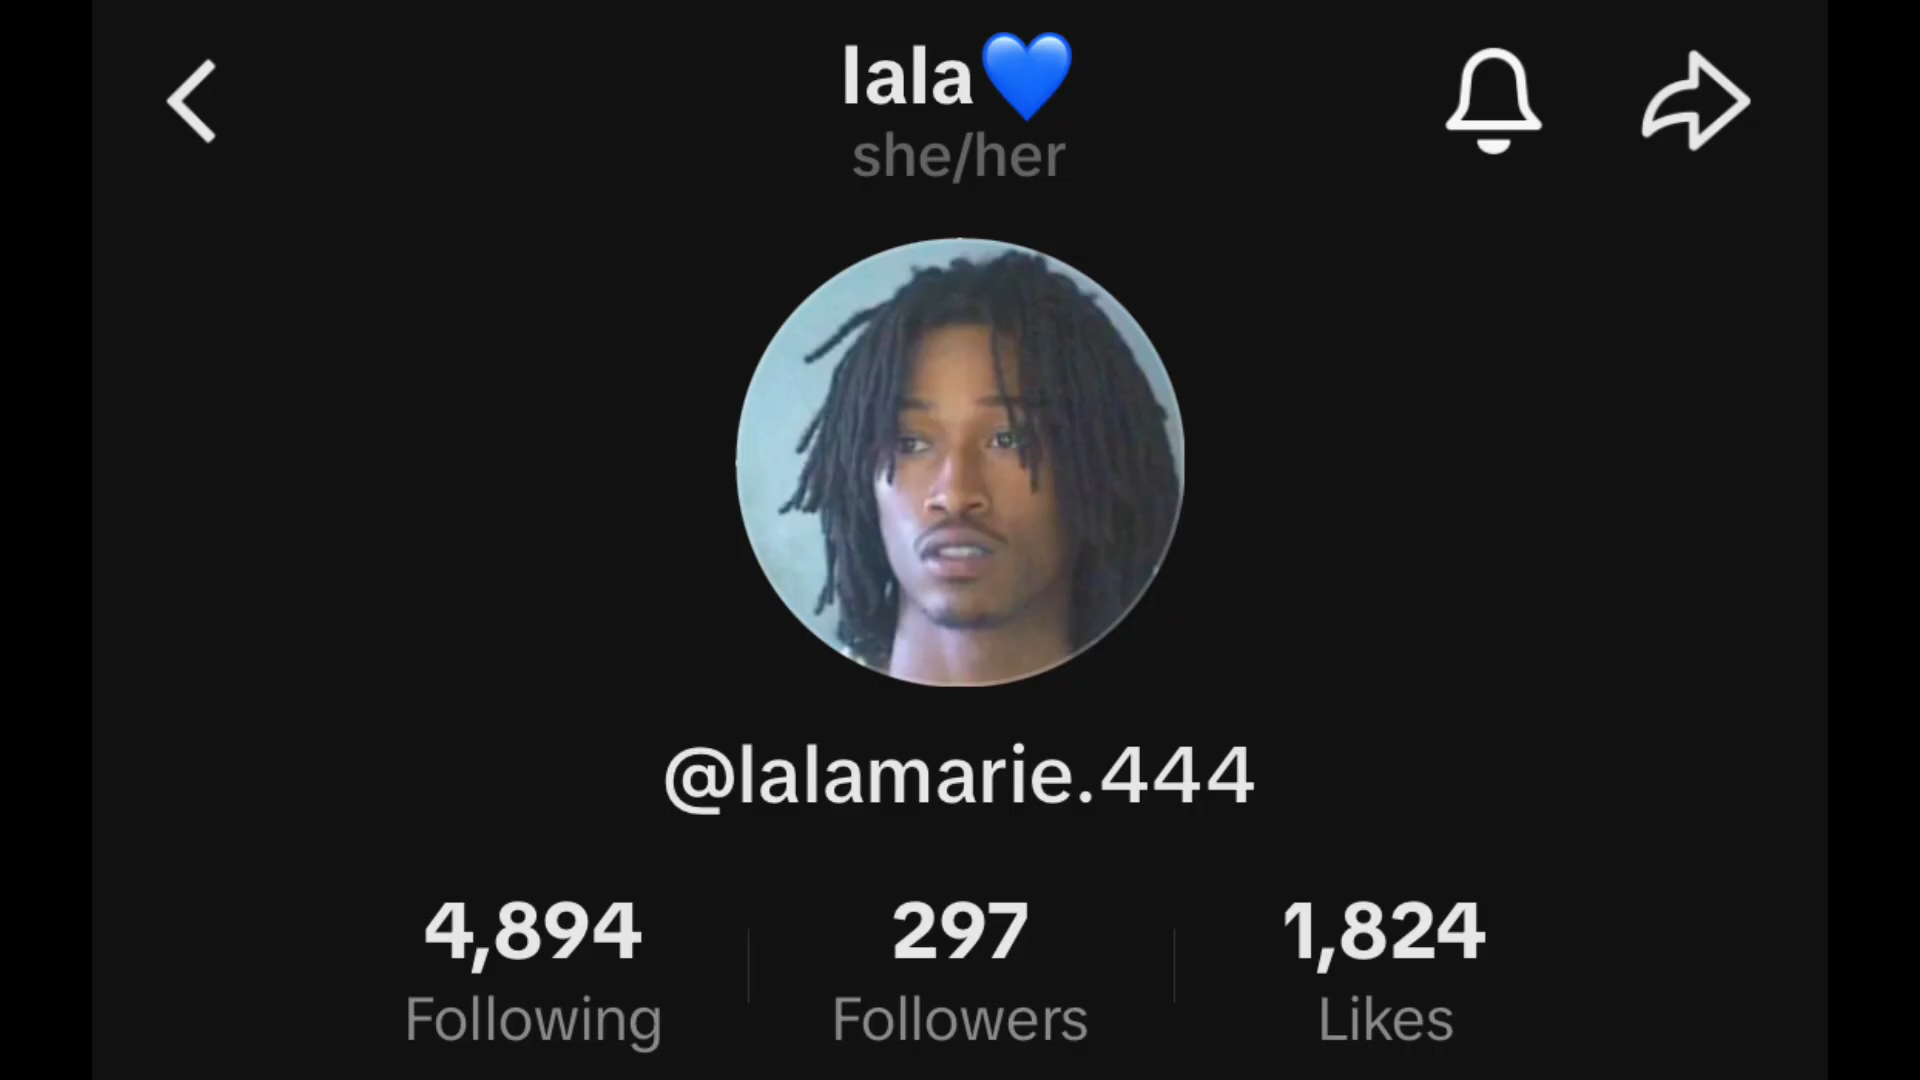 lala💙
she/her
@lalamarie.444
4,894 297 1,824
Following Followers Likes